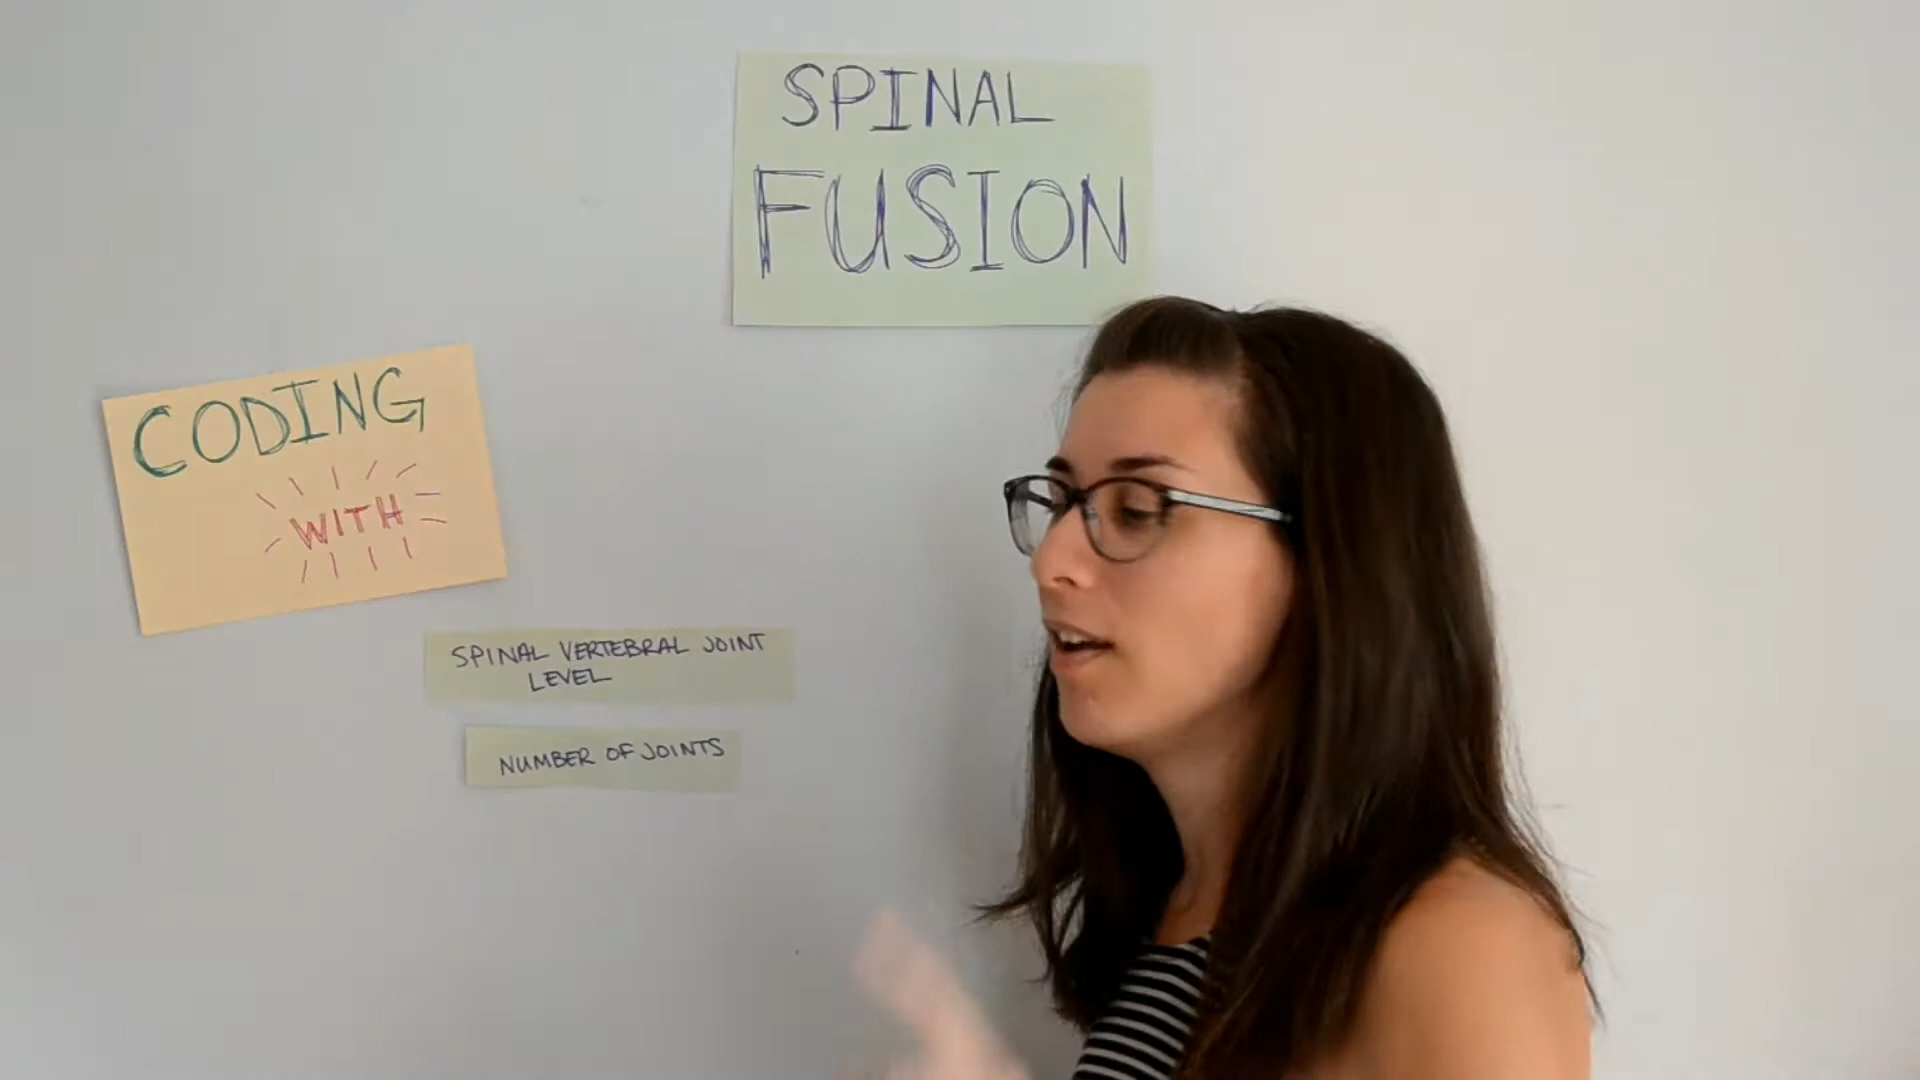 SPINAL
FUSION
CODING
WITH
SPINAL VERTEBRAL JOINT
LEVEL
NUMBER OF JOINTS